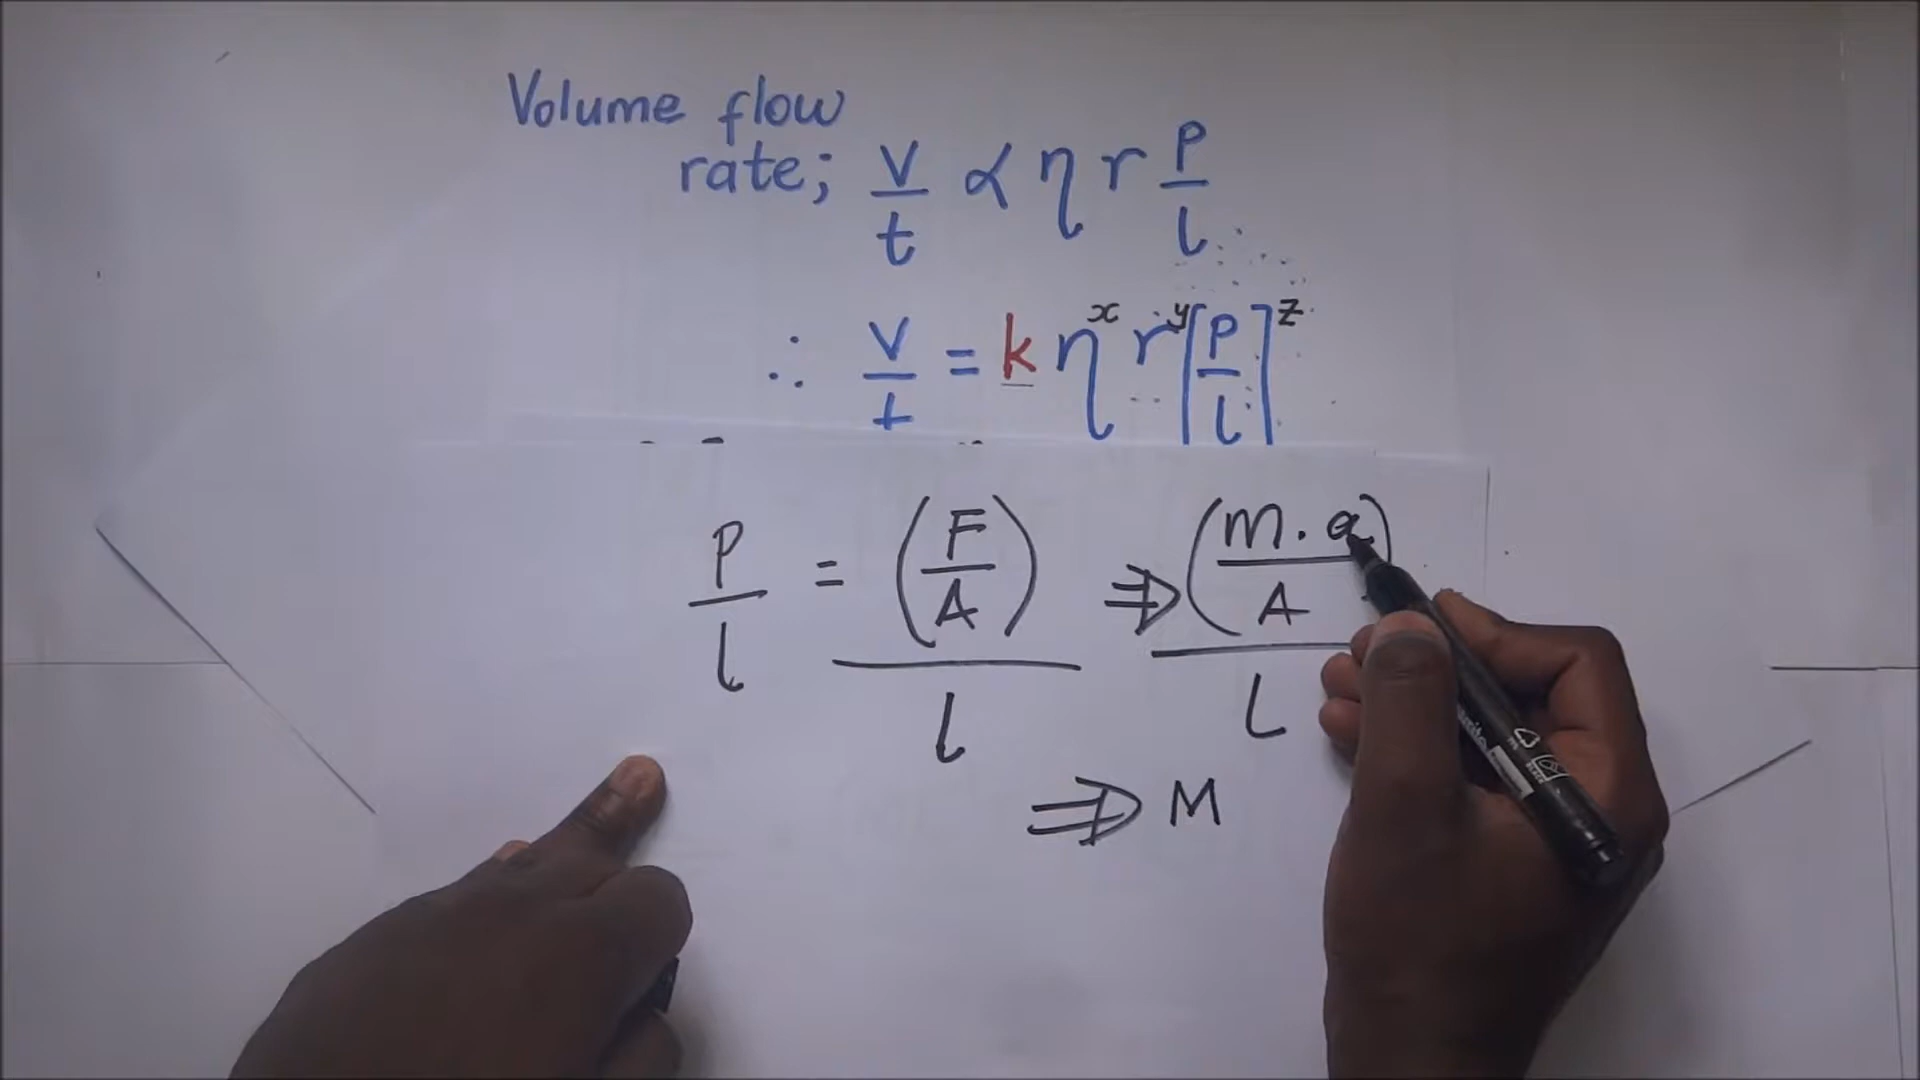 Volume flow
rate; V/t ∝ η r P/l
∴ V/t = k η^x r^y [P/l]^z
P/l = (F/A)/l ⇒ (M.a/A)/L
⇒ M